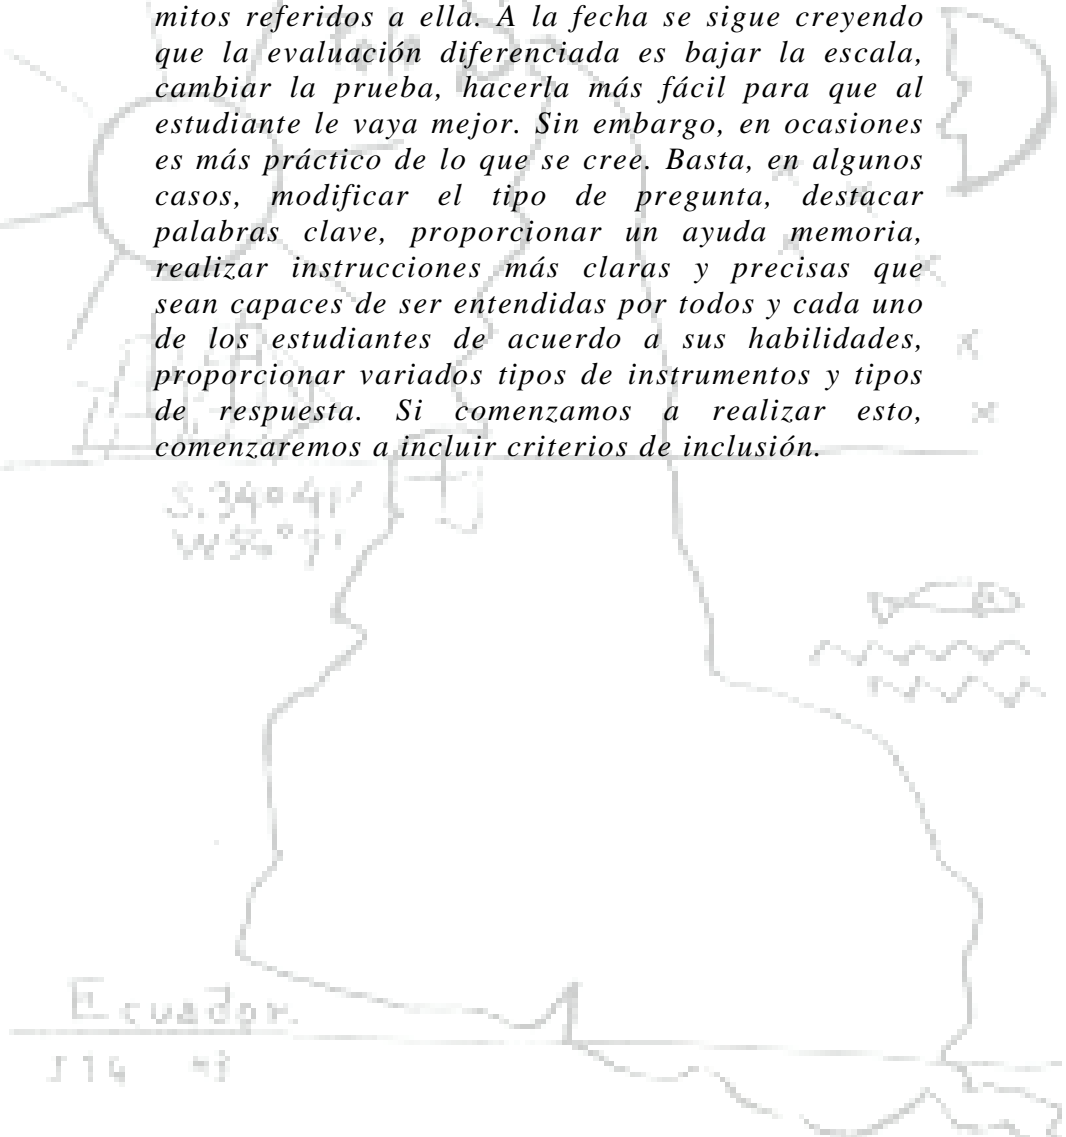 mitos referidos a ella. A la fecha se sigue creyendo
que la evaluación diferenciada es bajar la escala,
cambiar la prueba, hacerla más fácil para que al
estudiante le vaya mejor. Sin embargo, en ocasiones
es más práctico de lo que se cree. Basta, en algunos
casos, modificar el tipo de pregunta, destacar
palabras clave, proporcionar un ayuda memoria,
realizar instrucciones más claras y precisas que
sean capaces de ser entendidas por todos y cada uno
de los estudiantes de acuerdo a sus habilidades,
proporcionar variados tipos de instrumentos y tipos
de respuesta. Si comenzamos a realizar esto,
comenzaremos a incluir criterios de inclusión.
Ecuador.